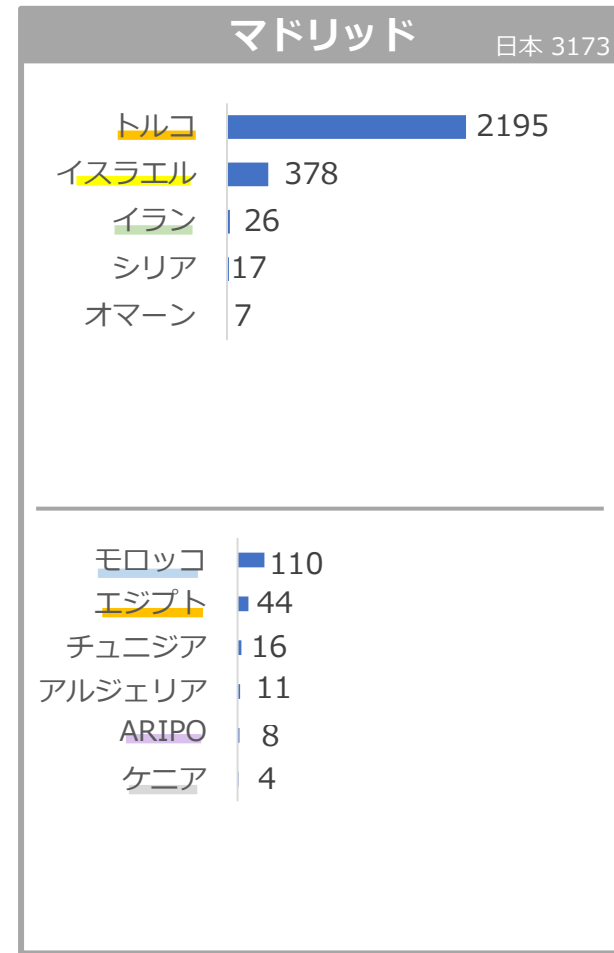 マドリッド 日本 3173
トルコ 2195
イスラエル 378
イラン 26
シリア 17
オマーン 7
モロッコ 110
エジプト 44
チュニジア 16
アルジェリア 11
ARIPO 8
ケニア 4